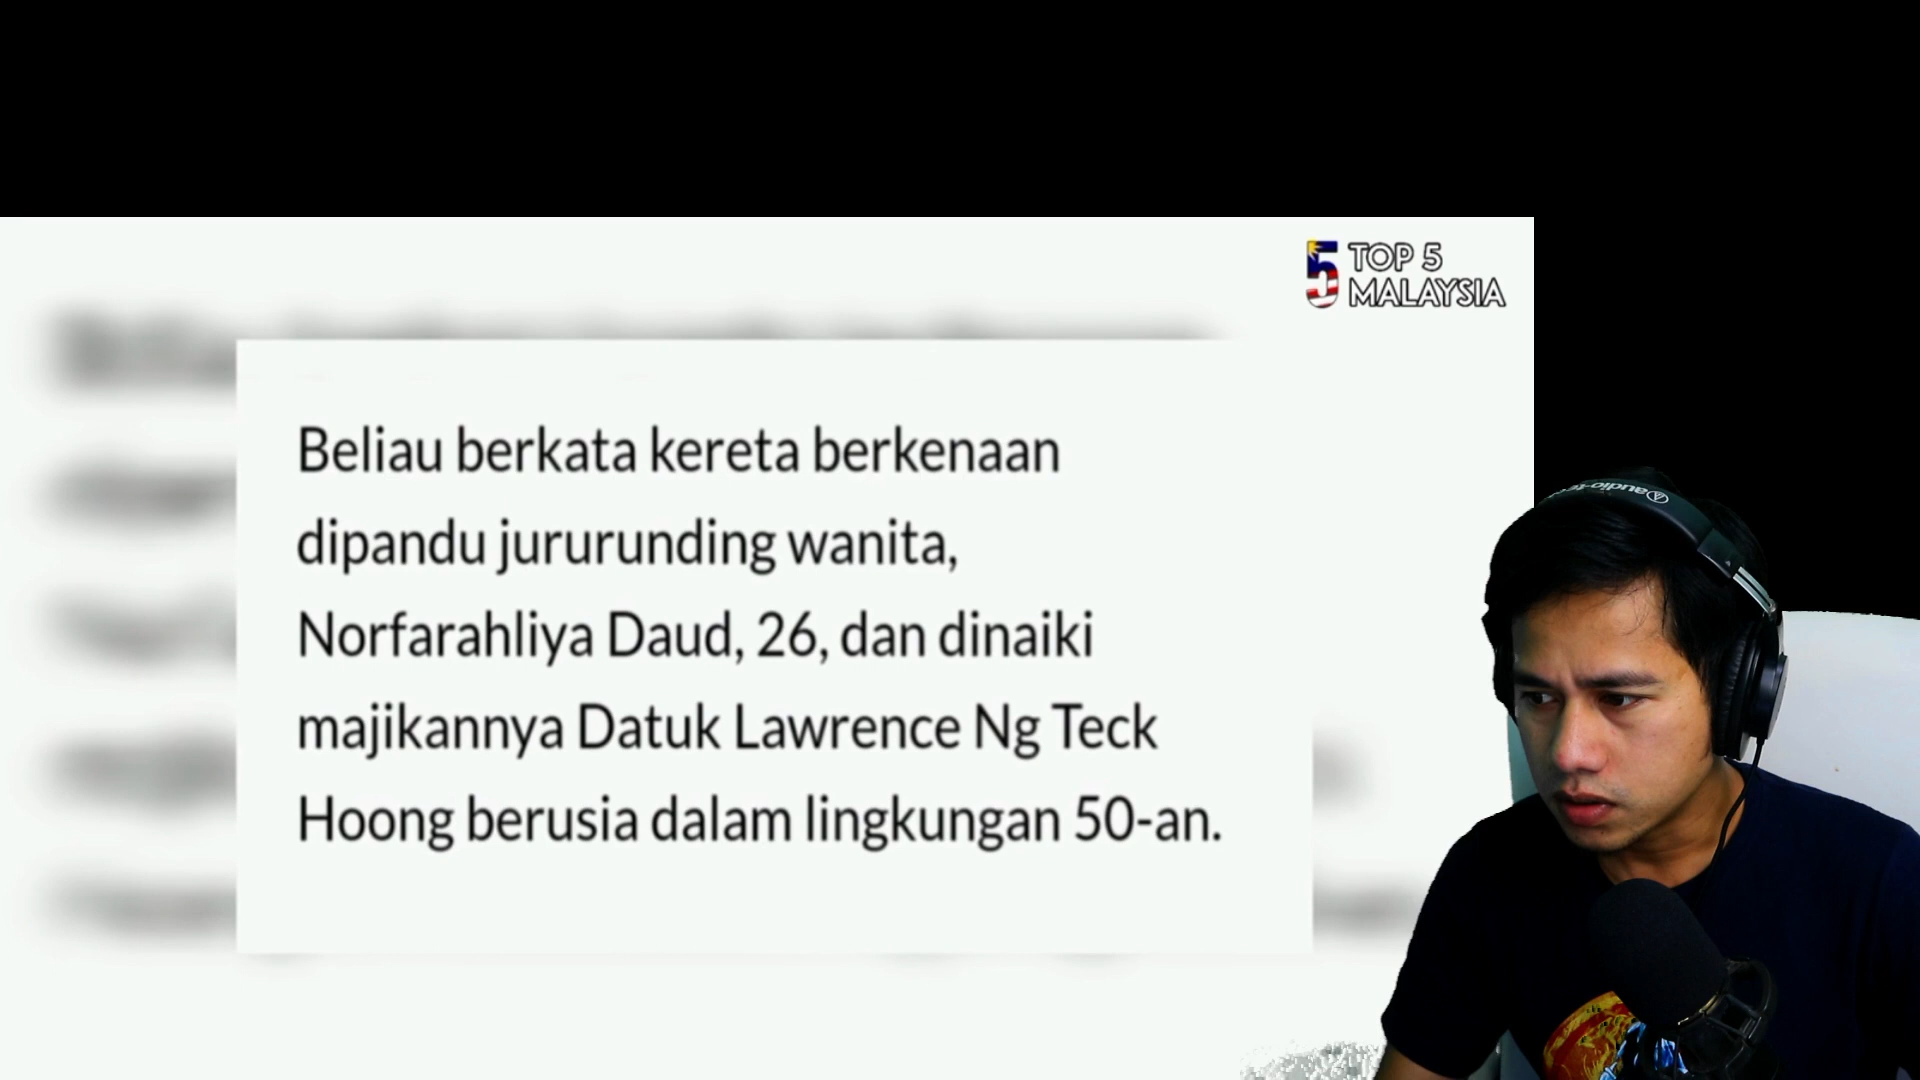 5 TOP 5
MALAYSIA
Beliau berkata kereta berkenaan
dipandu jururunding wanita,
Norfarahliya Daud, 26, dan dinaiki
majikannya Datuk Lawrence Ng Teck
Hoong berusia dalam lingkungan 50-an.